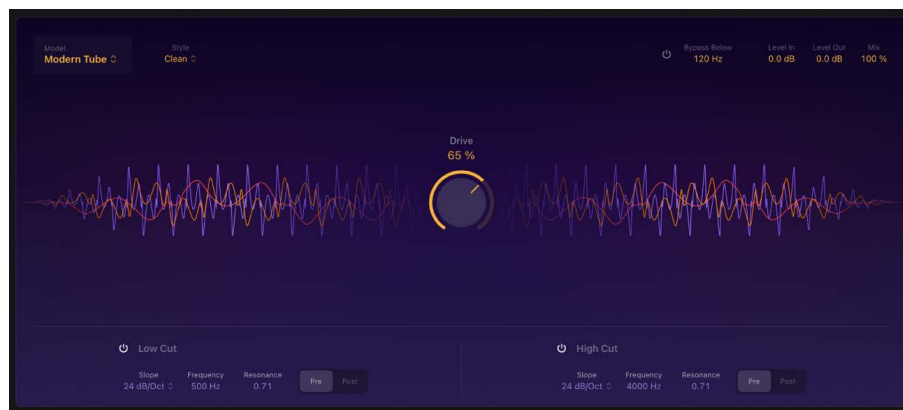 Model
Modern Tube
Style
Clean
Bypass Below
120 Hz
Level In
0.0 dB
Level Out
0.0 dB
Mix
100 %
Drive
65 %
Low Cut
Slope
24 dB/Oct
Frequency
500 Hz
Resonance
0.71
Pre
Post
High Cut
Slope
24 dB/Oct
Frequency
4000 Hz
Resonance
0.71
Pre
Post